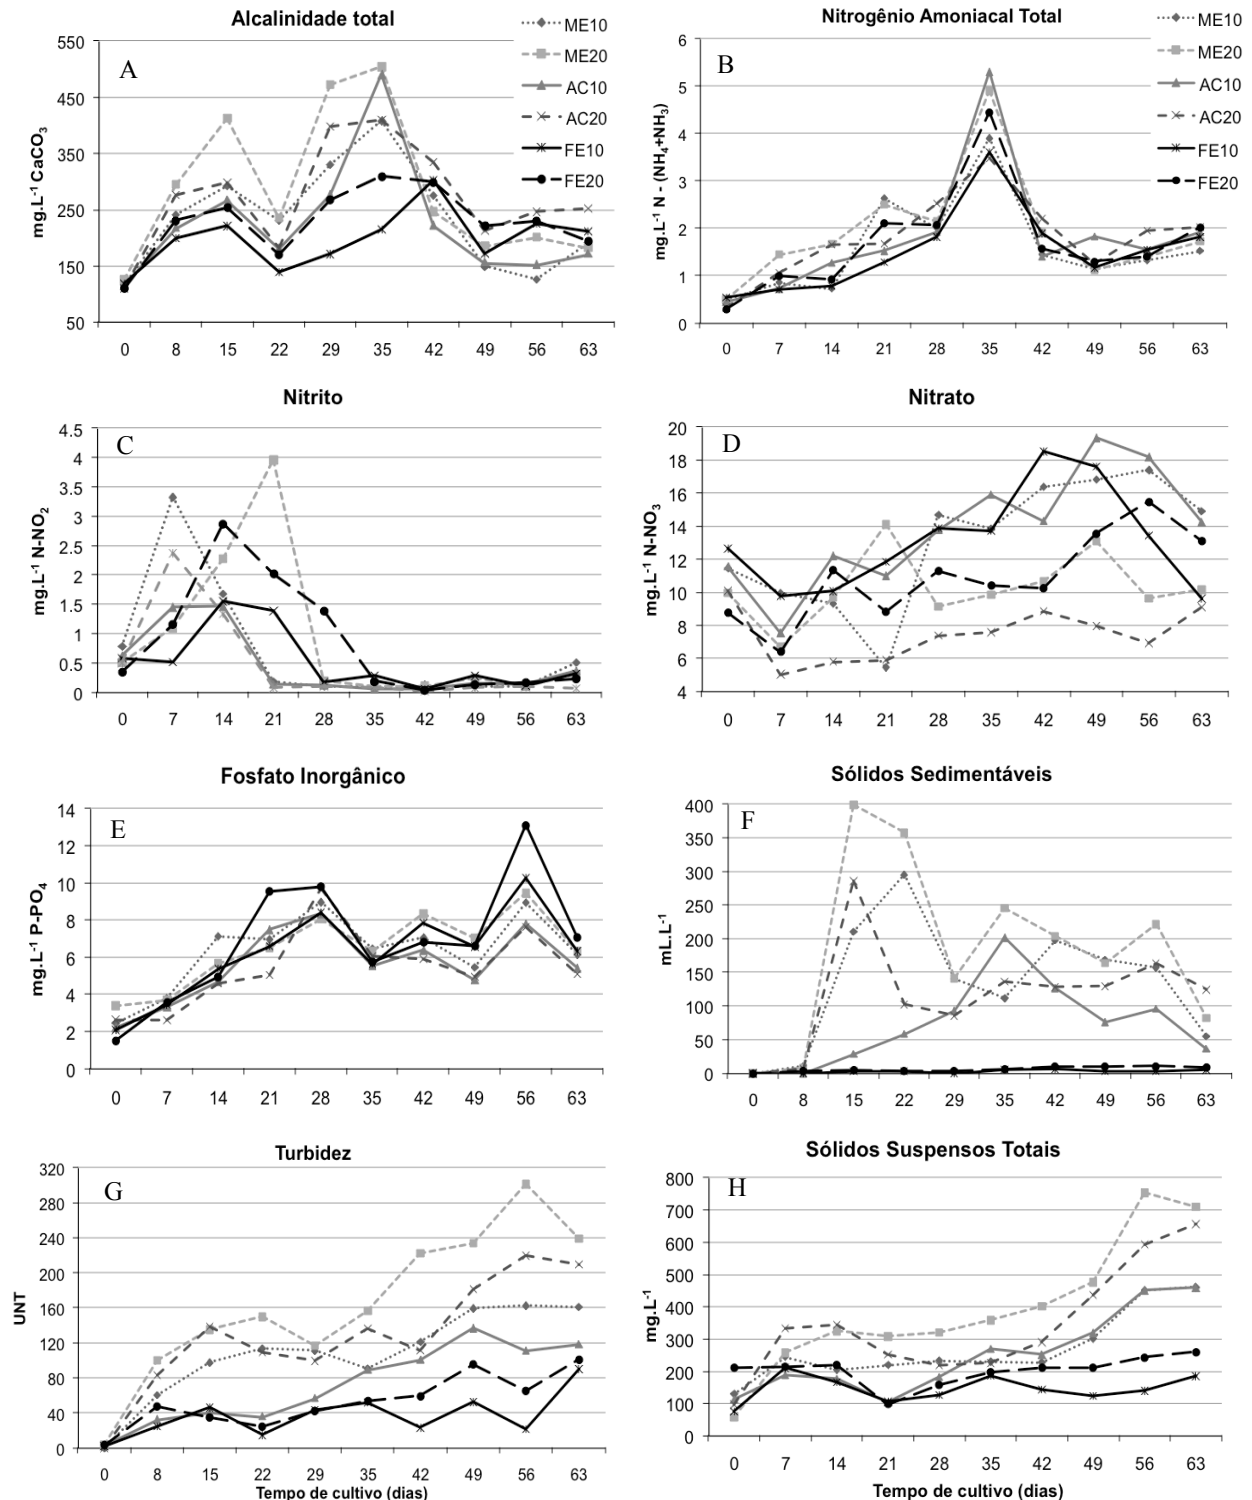 Alcalinidade total
A
mg.L-1 CaCO3
550
450
350
250
150
50
0 8 15 22 29 35 42 49 56 63
ME10
ME20
AC10
AC20
FE10
FE20
Nitrogênio Amoniacal Total
B
mg.L-1 N - (NH4+NH3)
6
5
4
3
2
1
0
0 7 14 21 28 35 42 49 56 63
ME10
ME20
AC10
AC20
FE10
FE20
Nitrito
C
mg.L-1 N-NO2
4.5
4
3.5
3
2.5
2
1.5
1
0.5
0
0 7 14 21 28 35 42 49 56 63
Nitrato
D
mg.L-1 N-NO3
20
18
16
14
12
10
8
6
4
0 7 14 21 28 35 42 49 56 63
Fosfato Inorgânico
E
mg.L-1 P-PO4
14
12
10
8
6
4
2
0
0 7 14 21 28 35 42 49 56 63
Sólidos Sedimentáveis
F
mL.L-1
400
350
300
250
200
150
100
50
0
0 8 15 22 29 35 42 49 56 63
Turbidez
G
UNT
320
280
240
200
160
120
80
40
0
0 8 15 22 29 35 42 49 56 63
Tempo de cultivo (dias)
Sólidos Suspensos Totais
H
mg.L-1
800
700
600
500
400
300
200
100
0
0 7 14 21 28 35 42 49 56 63
Tempo de cultivo (dias)